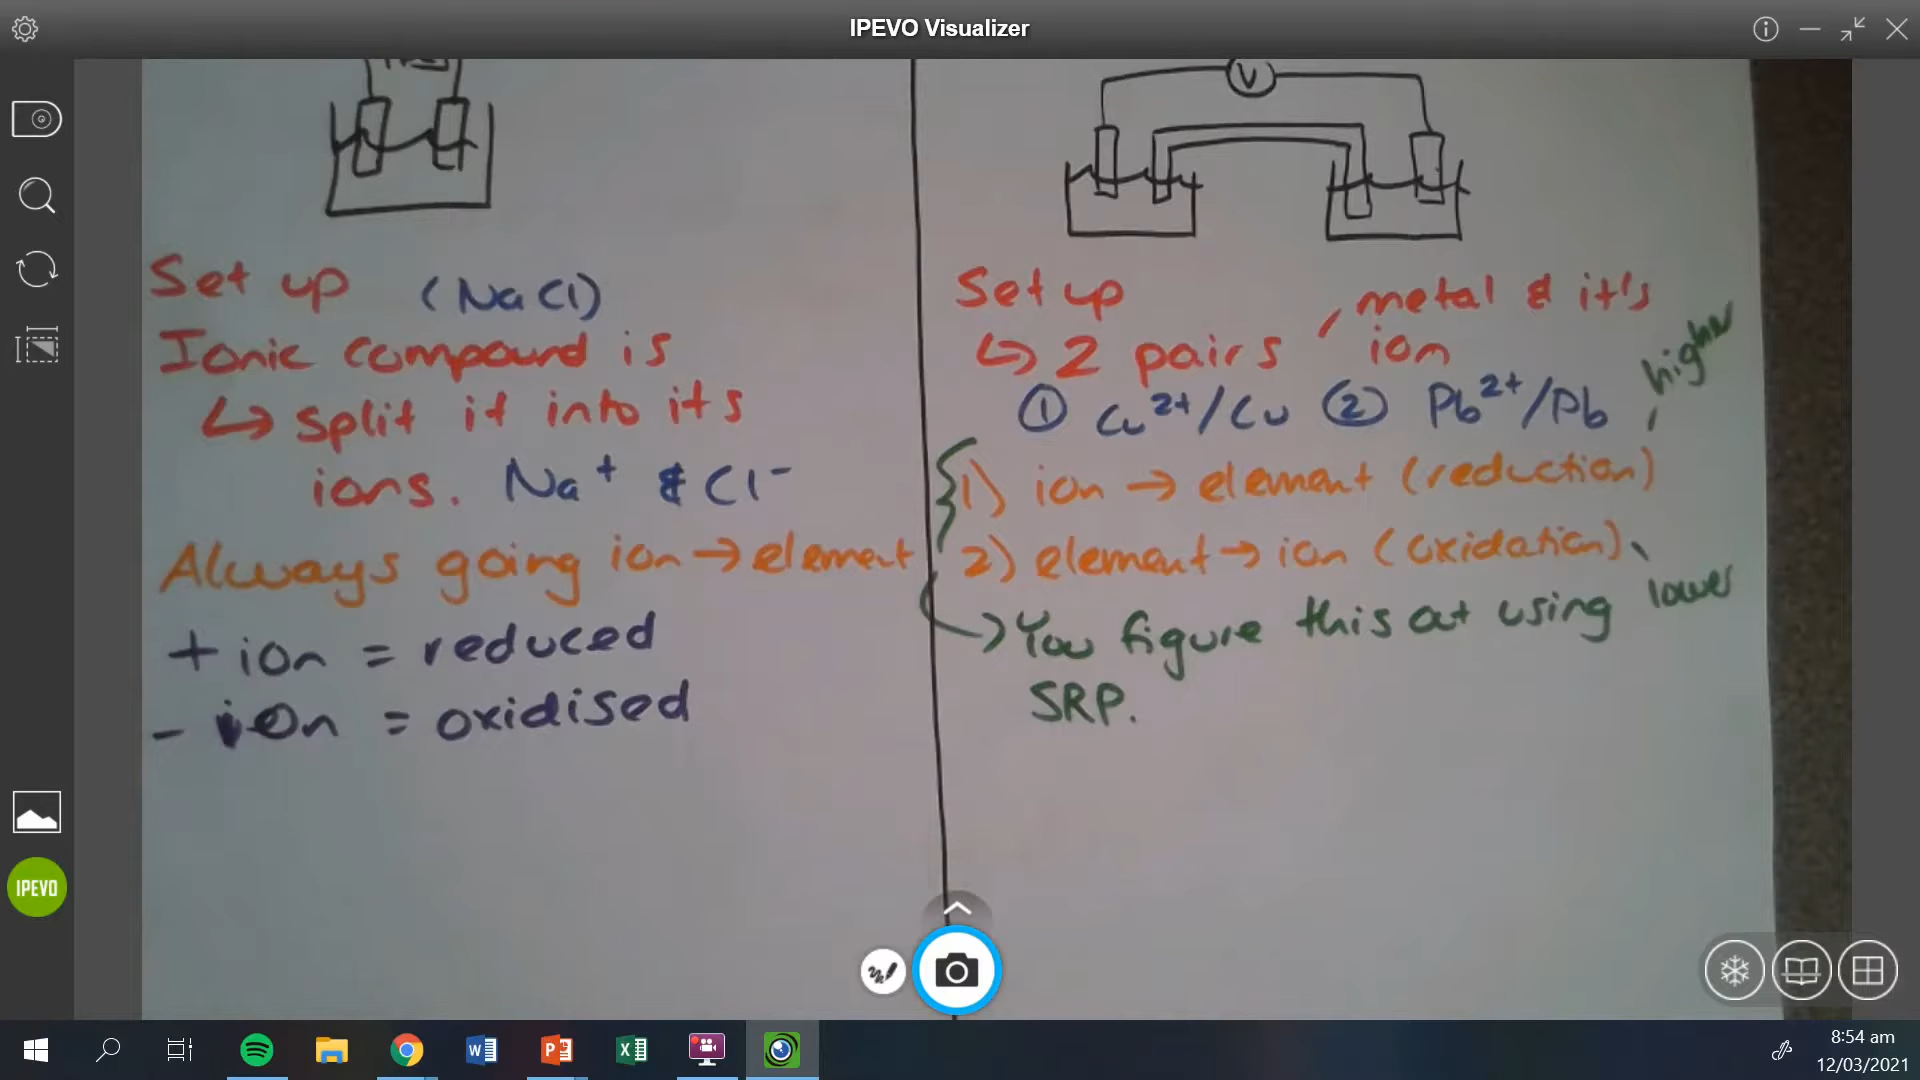 IPEVO Visualizer
V
Set up (NaCl)
Ionic compound is
↳ split it into its
ions. Na⁺ & Cl⁻
Always going ion → element
+ ion = reduced
- ion = oxidised
Set up
↳ 2 pairs , metal & it's
ion
① Cu²⁺/Cu ② Pb²⁺/Pb
higher
1) ion → element (reduction)
2) element → ion (oxidation)
lower
→ You figure this out using
SRP.
IPEVO
8:54 am
12/03/2021